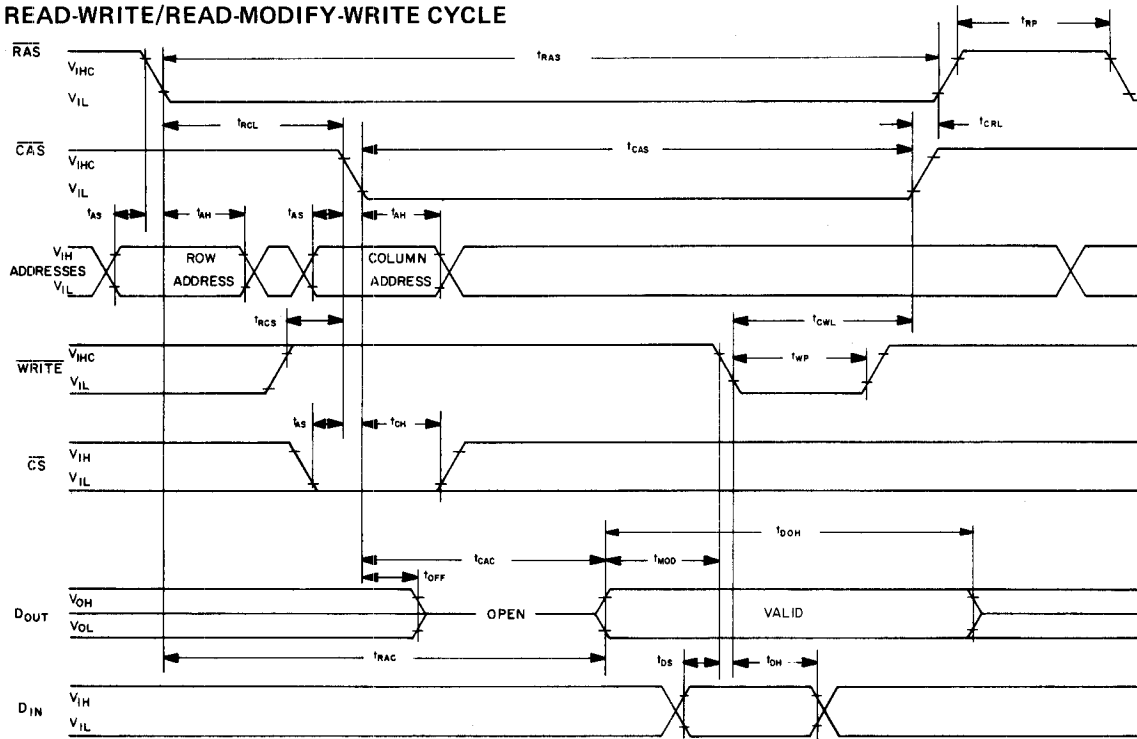 READ-WRITE/READ-MODIFY-WRITE CYCLE
tRP
RAS
VIHC
VIL
tRAS
tRCL
tCRL
CAS
VIHC
VIL
tCAS
tAS
tAH
tAS
tAH
ADDRESSES
VIH
VIL
ROW
ADDRESS
COLUMN
ADDRESS
tRCS
tCWL
WRITE
VIHC
VIL
tWP
tAS
tCH
CS
VIH
VIL
tDOH
tCAC
tMOD
tOFF
DOUT
VOH
VOL
OPEN
VALID
tRAC
tDS
tDH
DIN
VIH
VIL